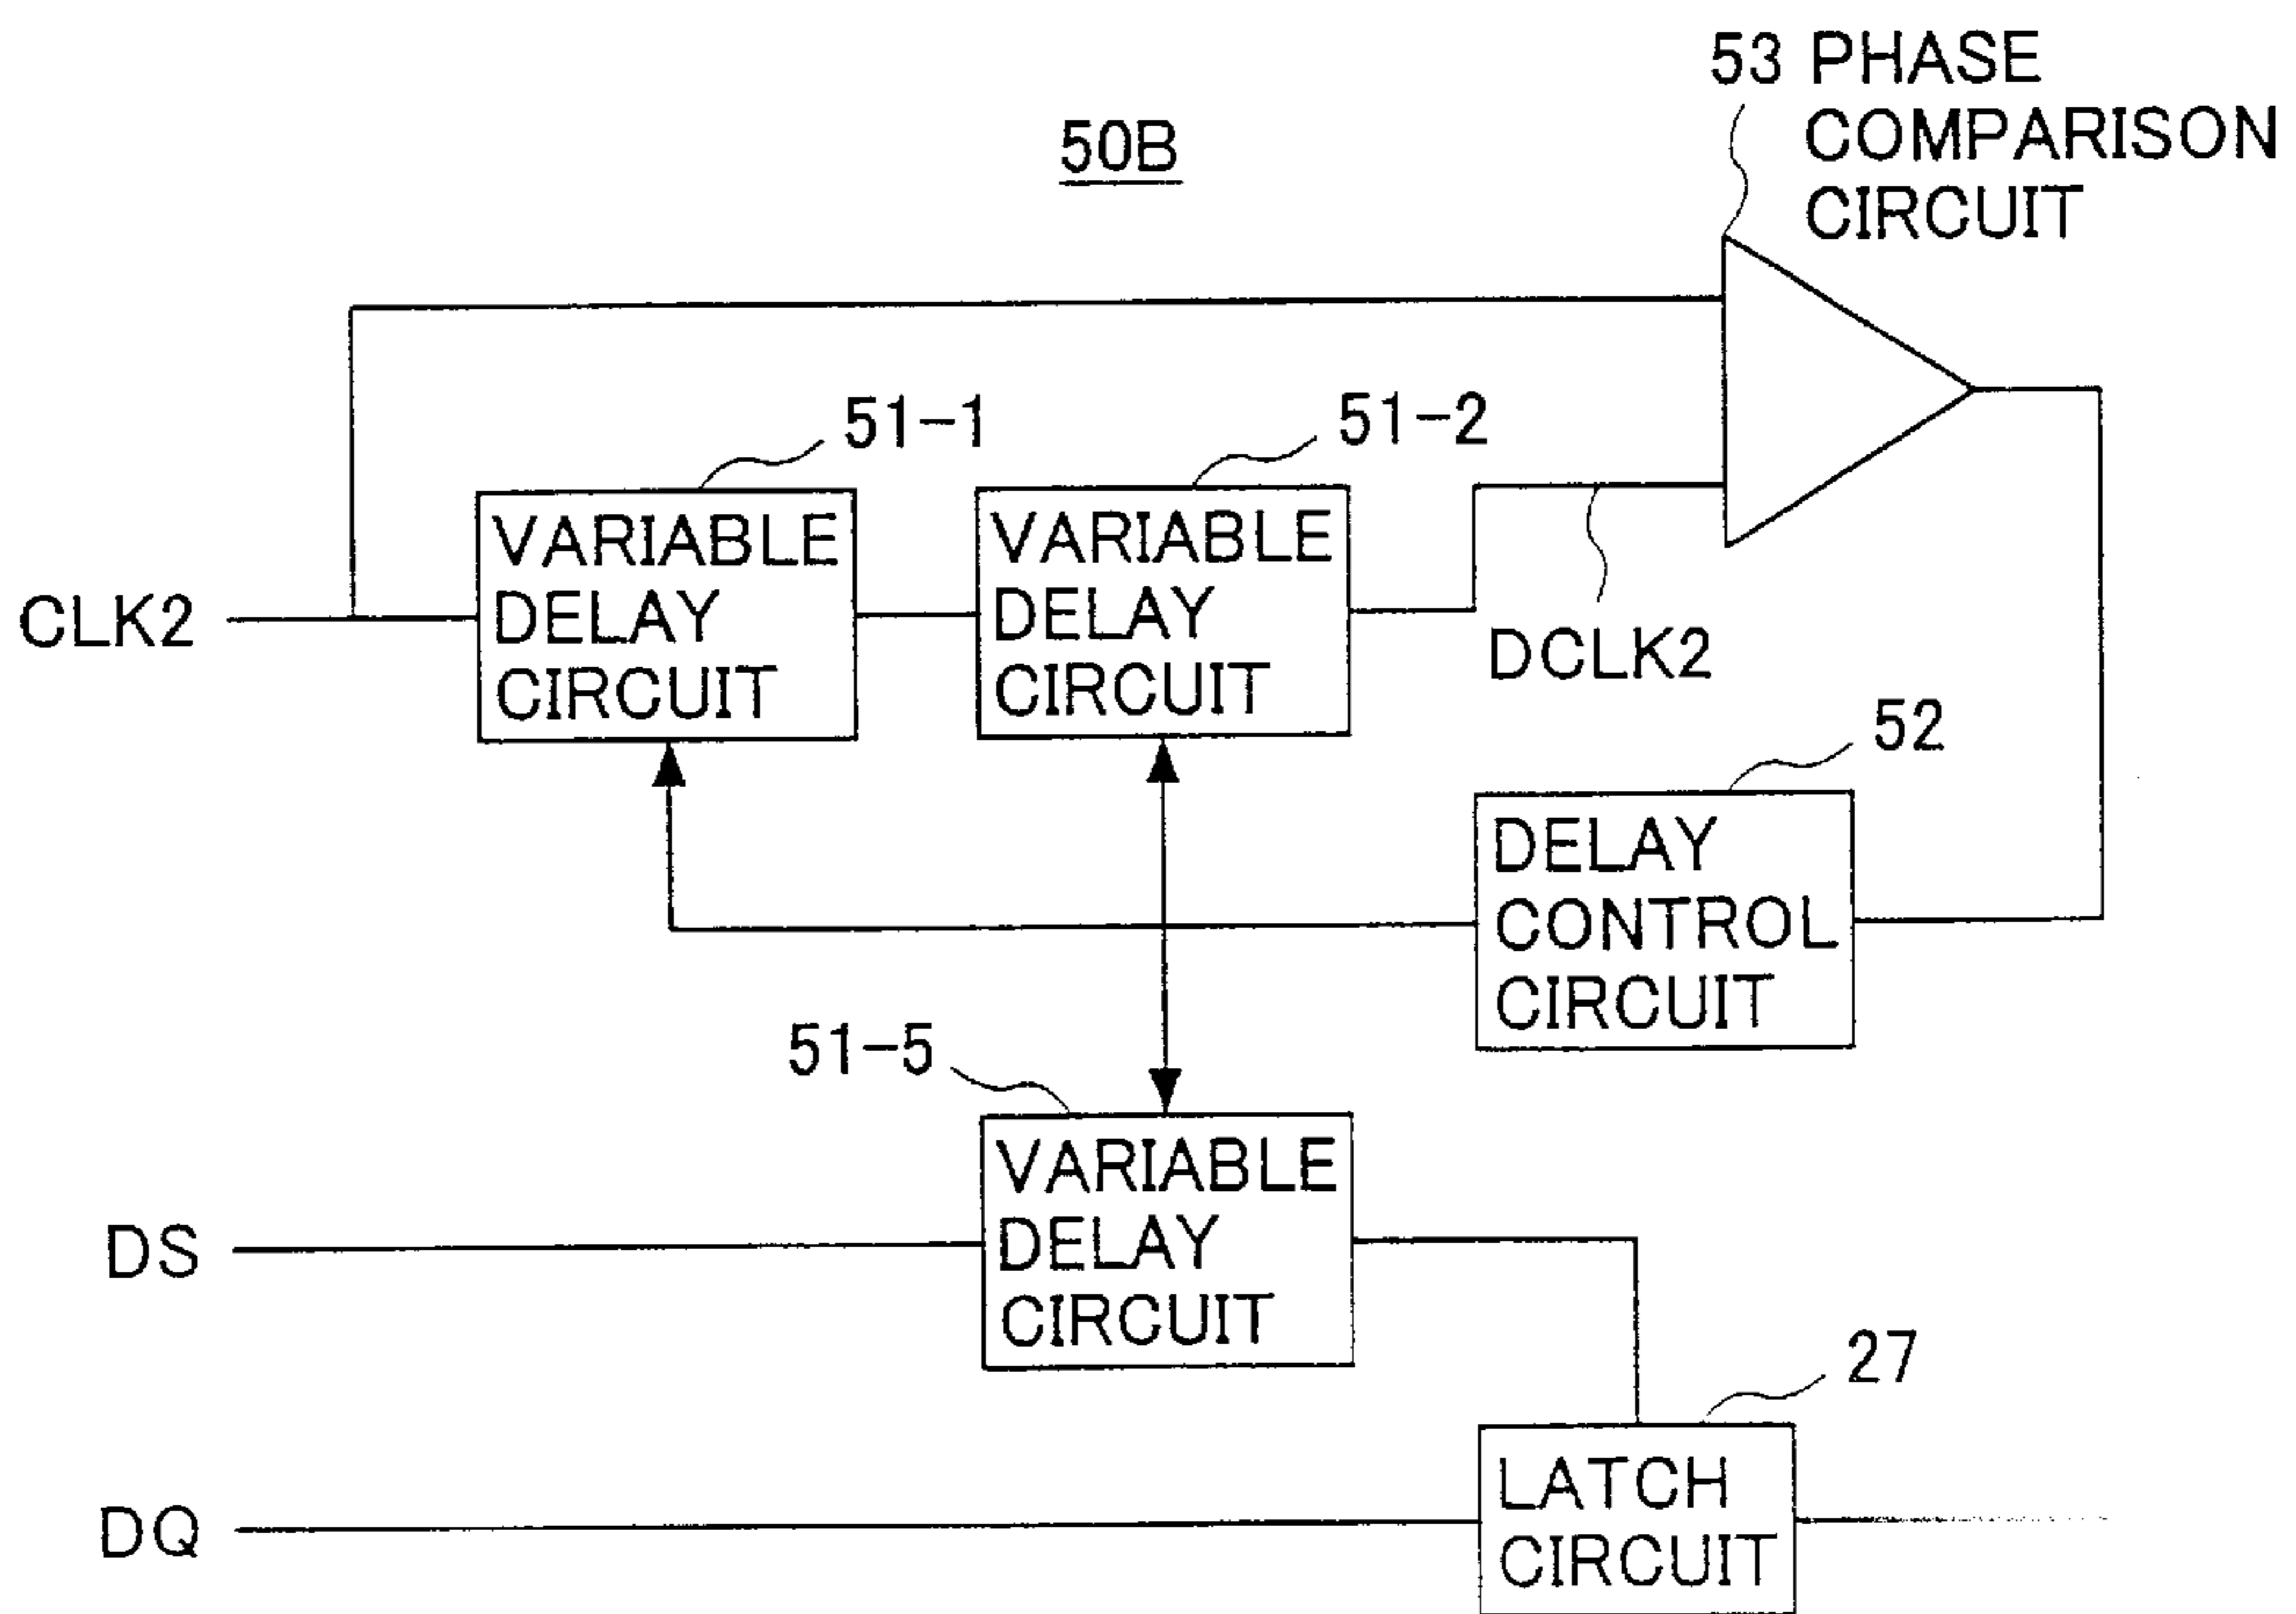 53 PHASE
COMPARISON
CIRCUIT
50B
51-1
51-2
VARIABLE
DELAY
CIRCUIT
VARIABLE
DELAY
CIRCUIT
CLK2
DCLK2
52
DELAY
CONTROL
CIRCUIT
51-5
VARIABLE
DELAY
CIRCUIT
DS
27
LATCH
CIRCUIT
DQ